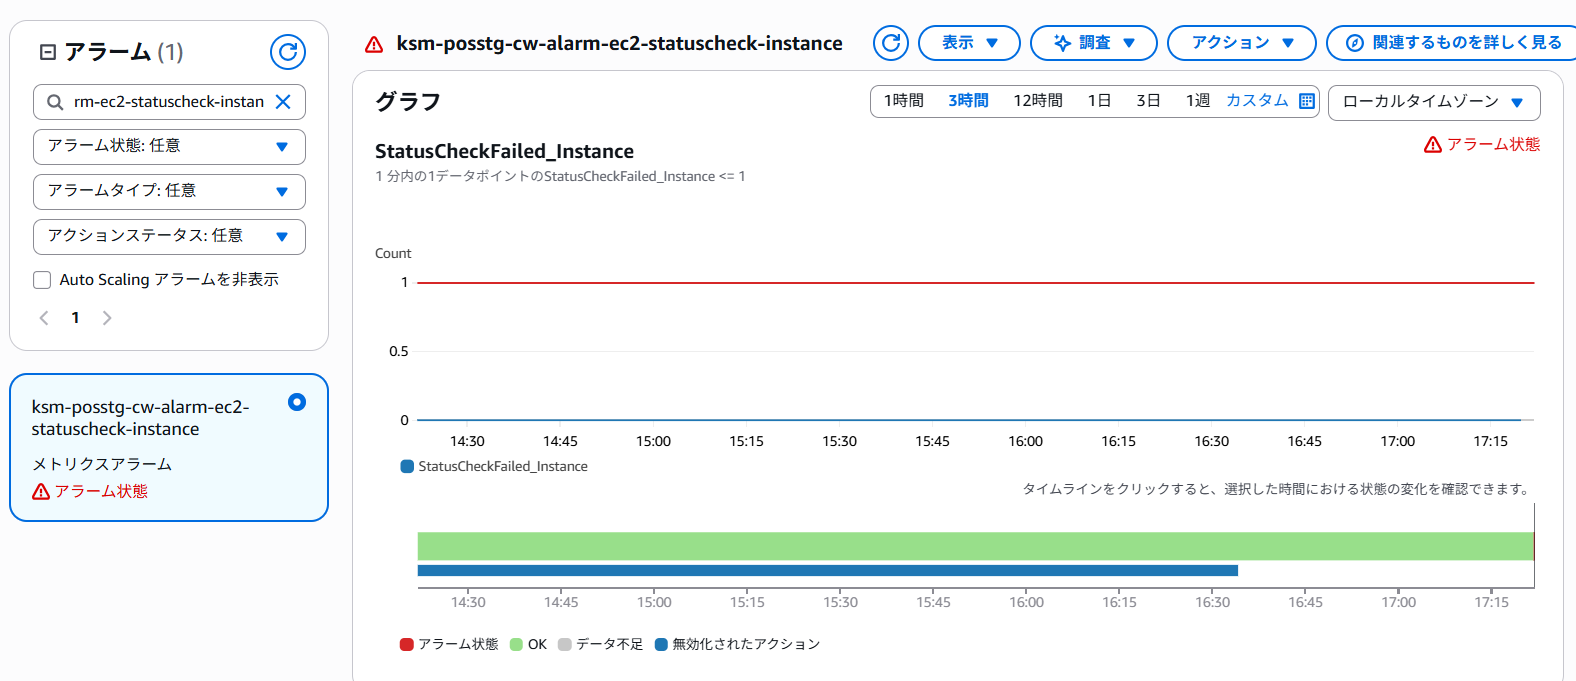 アラーム (1)
rm-ec2-statuscheck-instan
アラーム状態: 任意
アラームタイプ: 任意
アクションステータス: 任意
Auto Scaling アラームを非表示
1
ksm-posstg-cw-alarm-ec2-
statuscheck-instance
メトリクスアラーム
アラーム状態
ksm-posstg-cw-alarm-ec2-statuscheck-instance
表示
調査
アクション
関連するものを詳しく見る
グラフ
1時間 3時間 12時間 1日 3日 1週 カスタム
ローカルタイムゾーン
StatusCheckFailed_Instance
アラーム状態
1 分内の1データポイントのStatusCheckFailed_Instance <= 1
Count
1
0.5
0
14:30 14:45 15:00 15:15 15:30 15:45 16:00 16:15 16:30 16:45 17:00 17:15
StatusCheckFailed_Instance
タイムラインをクリックすると、選択した時間における状態の変化を確認できます。
14:30 14:45 15:00 15:15 15:30 15:45 16:00 16:15 16:30 16:45 17:00 17:15
アラーム状態 OK データ不足 無効化されたアクション